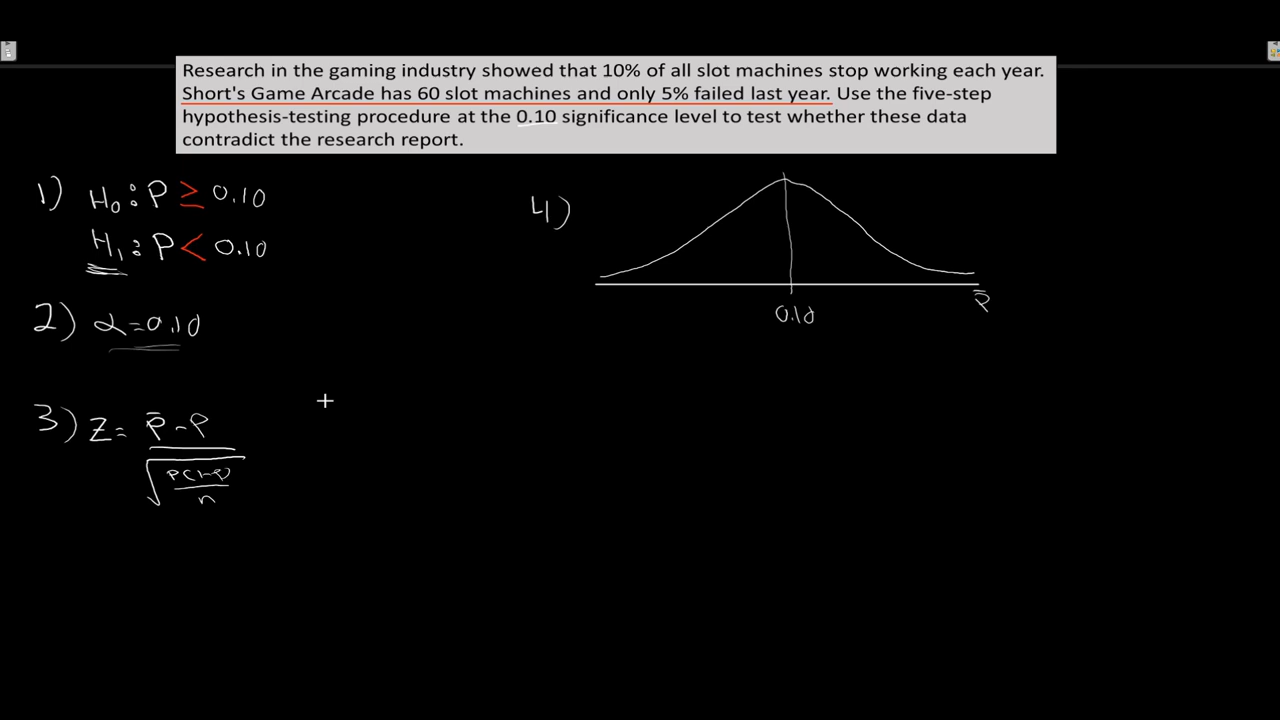 Research in the gaming industry showed that 10% of all slot machines stop working each year.
Short's Game Arcade has 60 slot machines and only 5% failed last year. Use the five-step
hypothesis-testing procedure at the 0.10 significance level to test whether these data
contradict the research report.
1) H₀: P ≥ 0.10
H₁: P < 0.10
2) α = 0.10
3) Z = p̄ - P
√ P(1-P)
n
4)
0.10
p̄